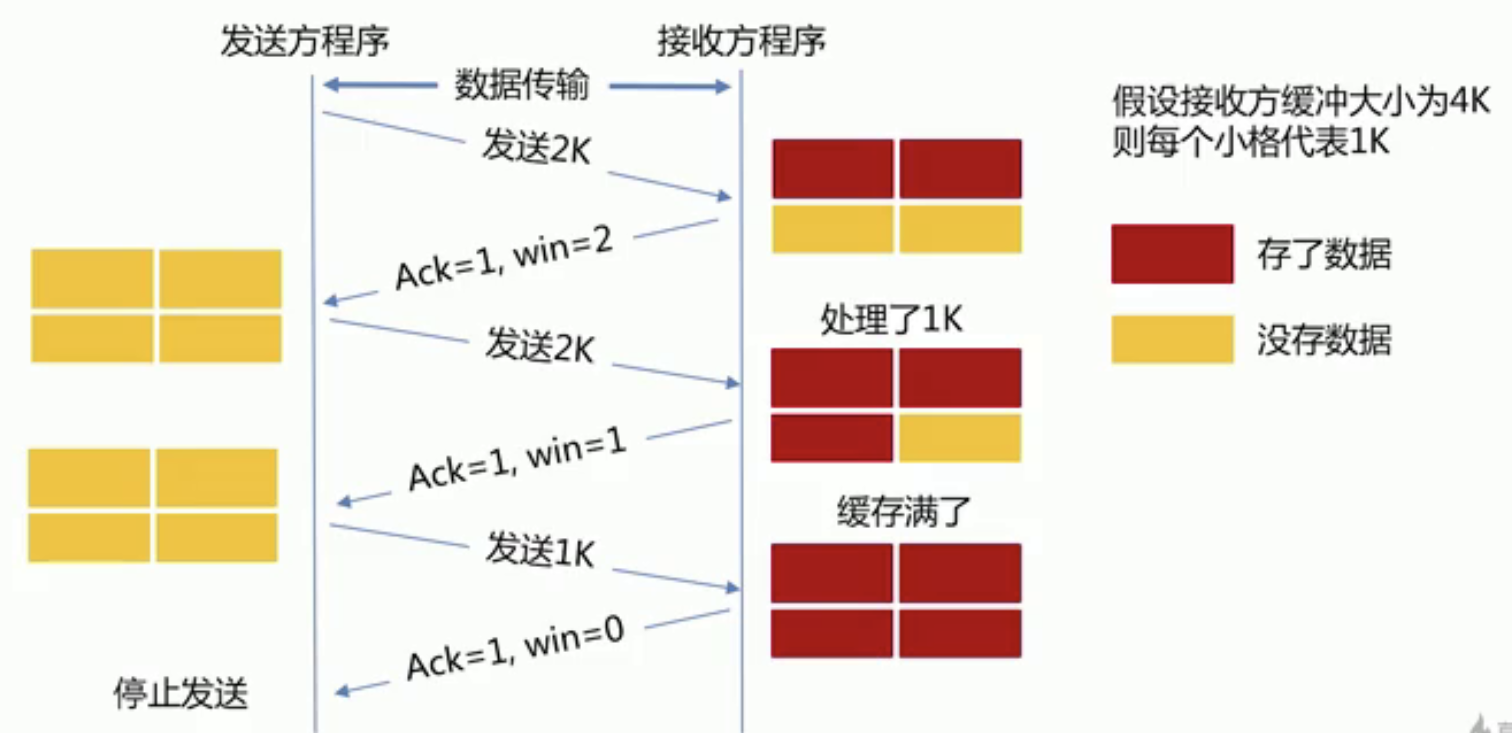 发送方程序
接收方程序
数据传输
假设接收方缓冲大小为4K
则每个小格代表1K
发送2K
Ack=1, win=2
存了数据
处理了1K
发送2K
没存数据
Ack=1, win=1
缓存满了
发送1K
Ack=1, win=0
停止发送